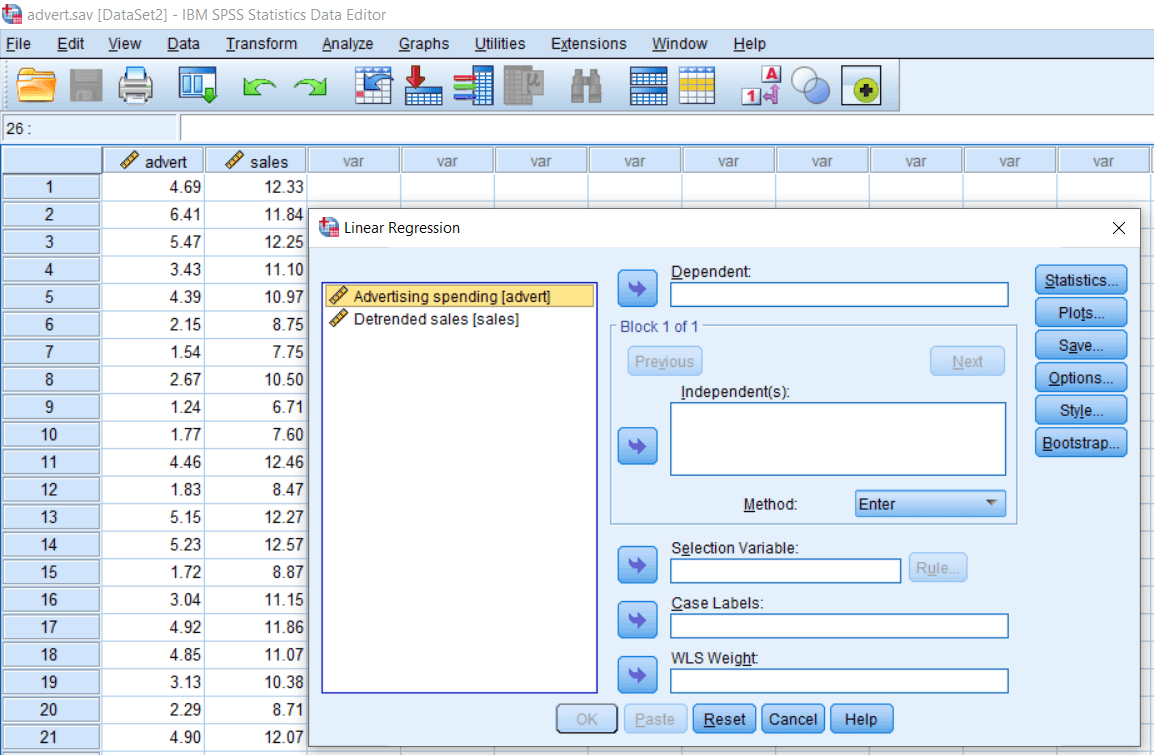 advert.sav [DataSet2] - IBM SPSS Statistics Data Editor
File Edit View Data Transform Analyze Graphs Utilities Extensions Window Help
A
1
μ
26 :
advert sales var var var var var var var var var
1 4.69 12.33
2 6.41 11.84
3 5.47 12.25
4 3.43 11.10
5 4.39 10.97
6 2.15 8.75
7 1.54 7.75
8 2.67 10.50
9 1.24 6.71
10 1.77 7.60
11 4.46 12.46
12 1.83 8.47
13 5.15 12.27
14 5.23 12.57
15 1.72 8.87
16 3.04 11.15
17 4.92 11.86
18 4.85 11.07
19 3.13 10.38
20 2.29 8.71
21 4.90 12.07
Linear Regression
Advertising spending [advert]
Detrended sales [sales]
Dependent:
Block 1 of 1
Previous Next
Independent(s):
Method: Enter
Selection Variable:
Rule...
Case Labels:
WLS Weight:
Statistics...
Plots...
Save...
Options...
Style...
Bootstrap...
OK Paste Reset Cancel Help